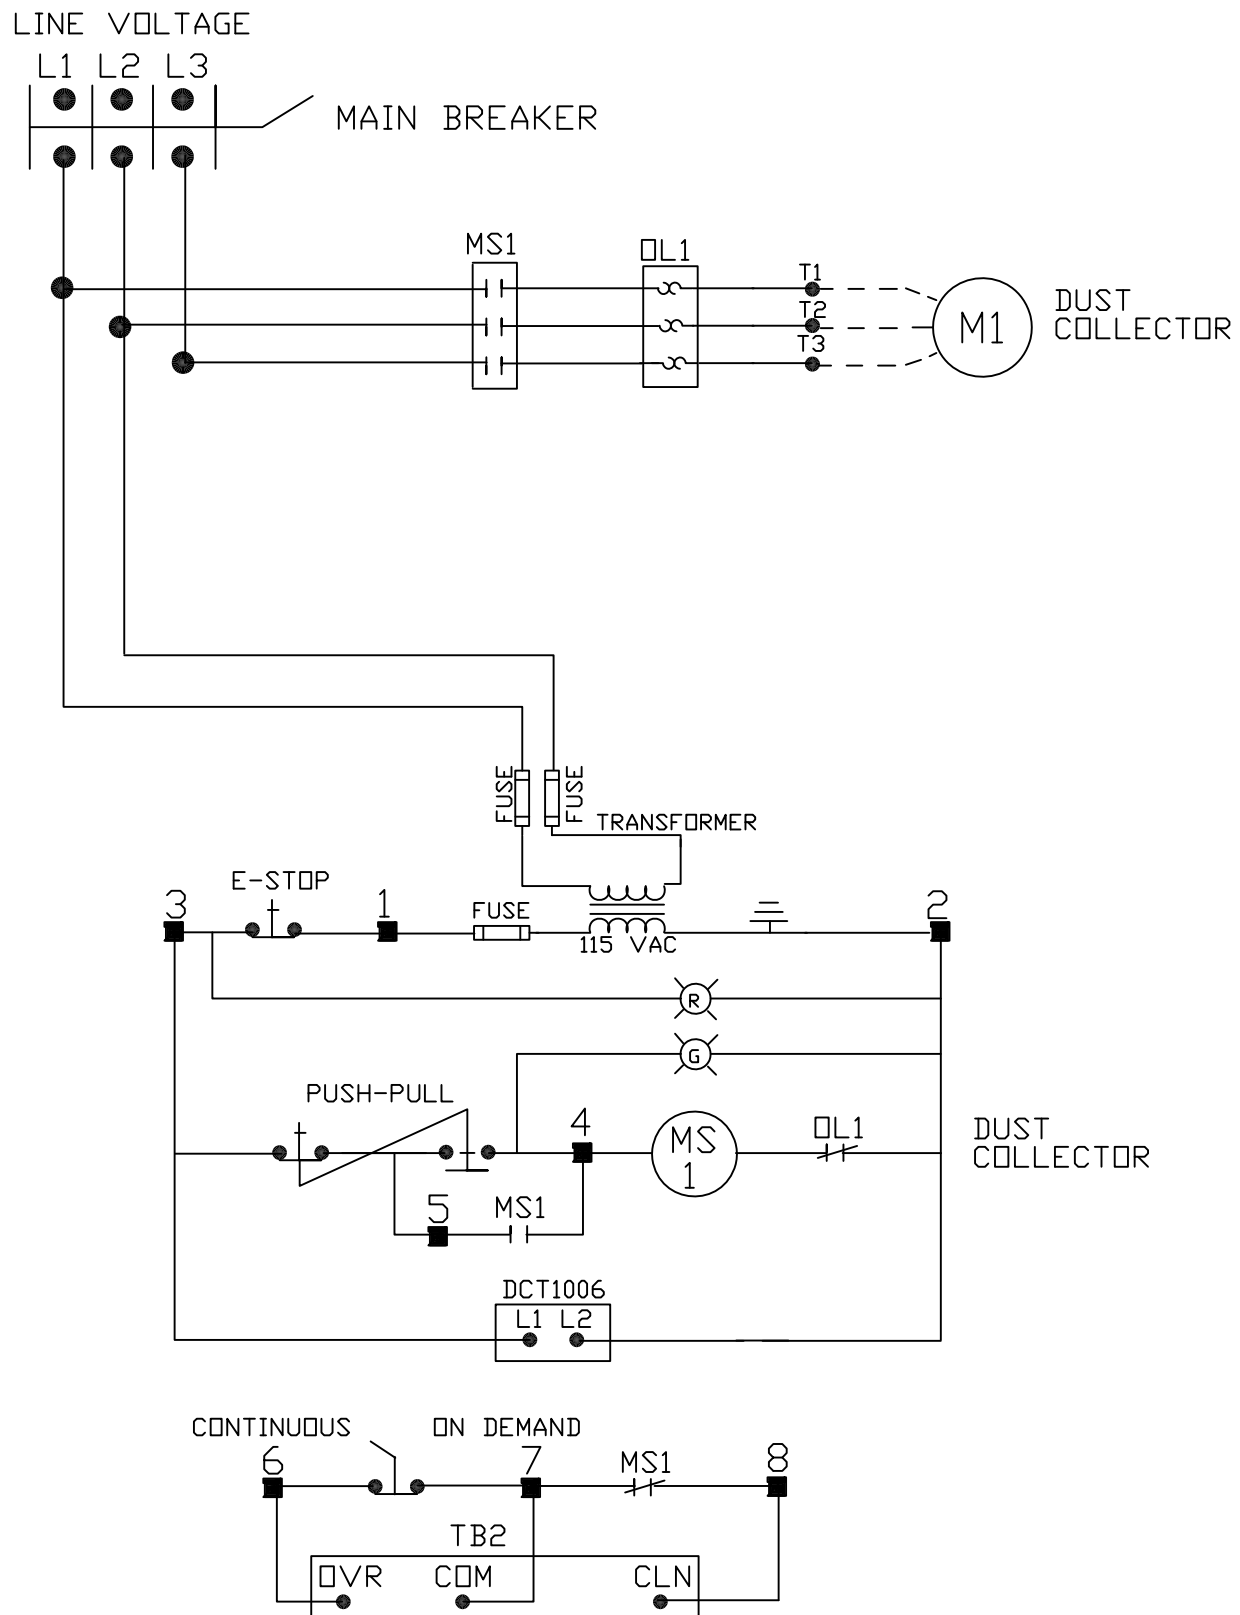 LINE VOLTAGE
L1 L2 L3
MAIN BREAKER
MS1 OL1
T1
T2
T3
M1
DUST
COLLECTOR
FUSE FUSE
TRANSFORMER
E-STOP
3 1 FUSE 2
115 VAC
R
G
PUSH-PULL
4 MS
1
OL1
DUST
COLLECTOR
5 MS1
DCT1006
L1 L2
CONTINUOUS ON DEMAND
6 7 MS1 8
TB2
OVR COM CLN